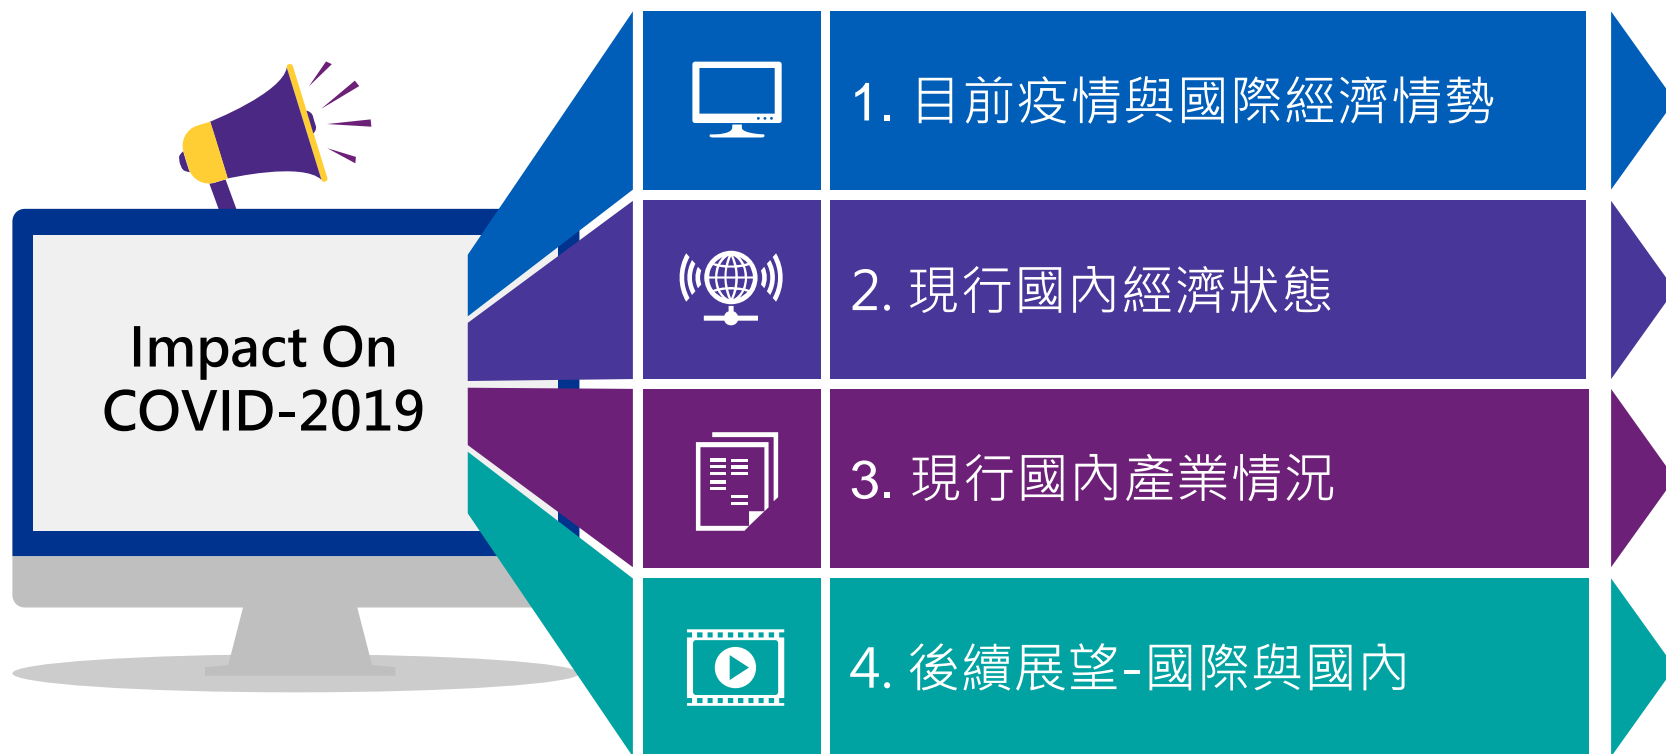 Impact On
COVID-2019
1. 目前疫情與國際經濟情勢
2. 現行國內經濟狀態
3. 現行國內產業情況
4. 後續展望-國際與國內